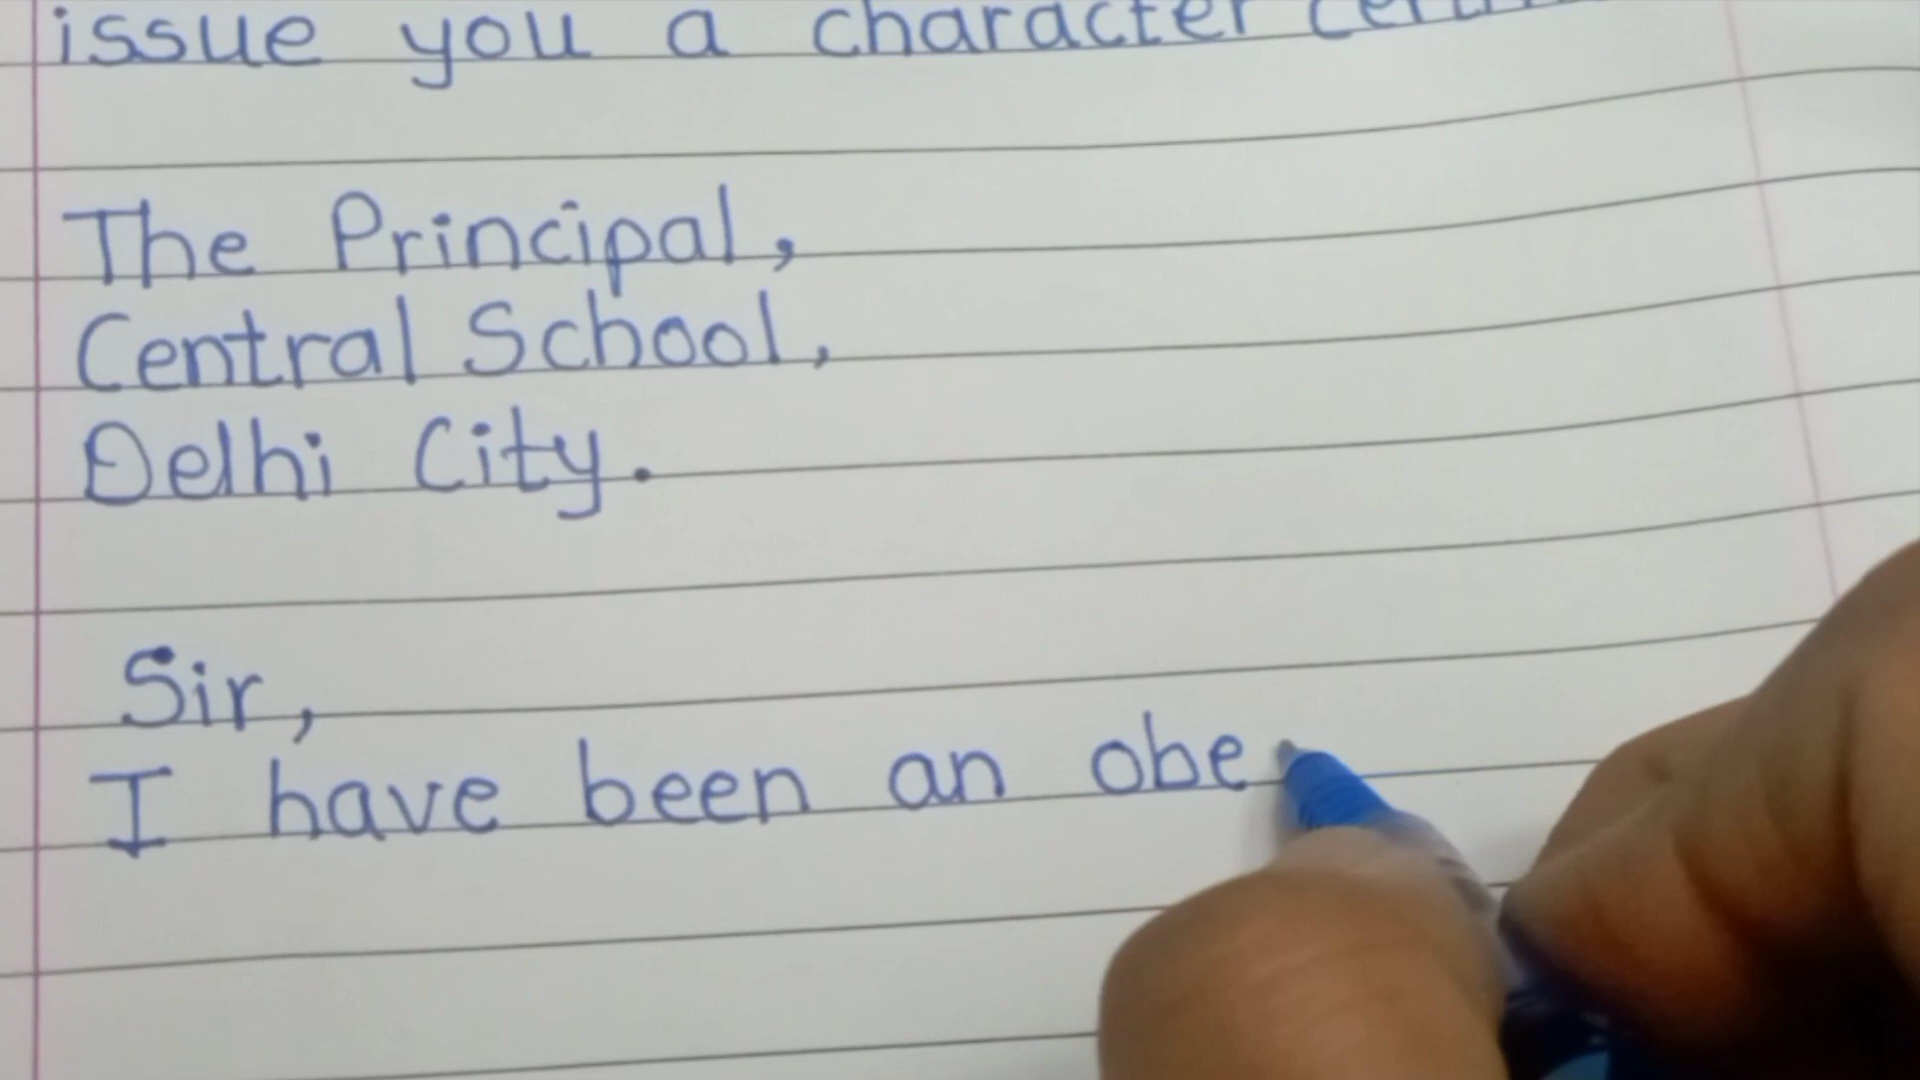 issue you a character
The Principal,
Central School,
Delhi City.
Sir,
I have been an obe